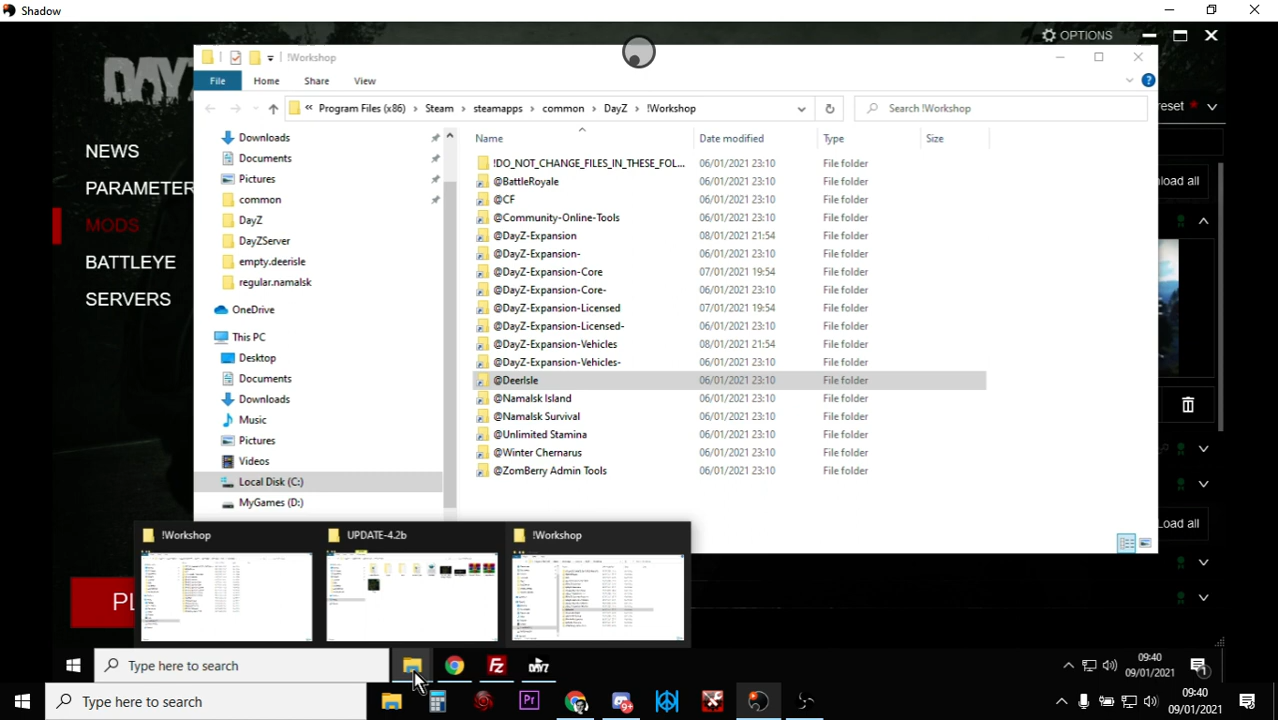 Shadow
OPTIONS
DAYZ
!Workshop
File
Home
Share
View
« Program Files (x86) › Steam › steamapps › common › DayZ › !Workshop
Search !Workshop
reset *
NEWS
PARAMETER
MODS
BATTLEYE
SERVERS
Downloads
Documents
Pictures
common
DayZ
DayZServer
empty.deerisle
regular.namalsk
OneDrive
This PC
Desktop
Documents
Downloads
Music
Pictures
Videos
Local Disk (C:)
MyGames (D:)
Name Date modified Type Size
!DO_NOT_CHANGE_FILES_IN_THESE_FOL... 06/01/2021 23:10 File folder
@BattleRoyale 06/01/2021 23:10 File folder
@CF 06/01/2021 23:10 File folder
@Community-Online-Tools 06/01/2021 23:10 File folder
@DayZ-Expansion 08/01/2021 21:54 File folder
@DayZ-Expansion- 06/01/2021 23:10 File folder
@DayZ-Expansion-Core 07/01/2021 19:54 File folder
@DayZ-Expansion-Core- 06/01/2021 23:10 File folder
@DayZ-Expansion-Licensed 07/01/2021 19:54 File folder
@DayZ-Expansion-Licensed- 06/01/2021 23:10 File folder
@DayZ-Expansion-Vehicles 08/01/2021 21:54 File folder
@DayZ-Expansion-Vehicles- 06/01/2021 23:10 File folder
@DeerIsle 06/01/2021 23:10 File folder
@Namalsk Island 06/01/2021 23:10 File folder
@Namalsk Survival 06/01/2021 23:10 File folder
@Unlimited Stamina 06/01/2021 23:10 File folder
@Winter Chernarus 06/01/2021 23:10 File folder
@ZomBerry Admin Tools 06/01/2021 23:10 File folder
load all
Load all
!Workshop
UPDATE-4.2b
!Workshop
PL
Type here to search
DAYZ
09:40
09/01/2021
1
Type here to search
Pr
9+
09:40
09/01/2021